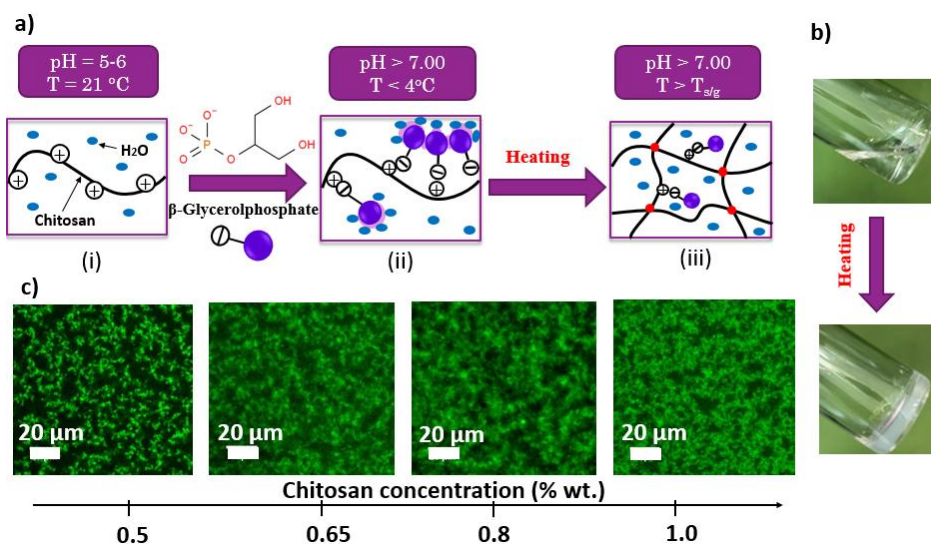 a)
pH = 5-6
T = 21 °C
pH > 7.00
T < 4°C
pH > 7.00
T > Ts/g
H2O
Chitosan
O⁻
O⁻
P
O
O
OH
OH
β-Glycerolphosphate
Heating
(i)
(ii)
(iii)
b)
Heating
c)
20 µm
20 µm
20 µm
20 µm
Chitosan concentration (% wt.)
0.5
0.65
0.8
1.0